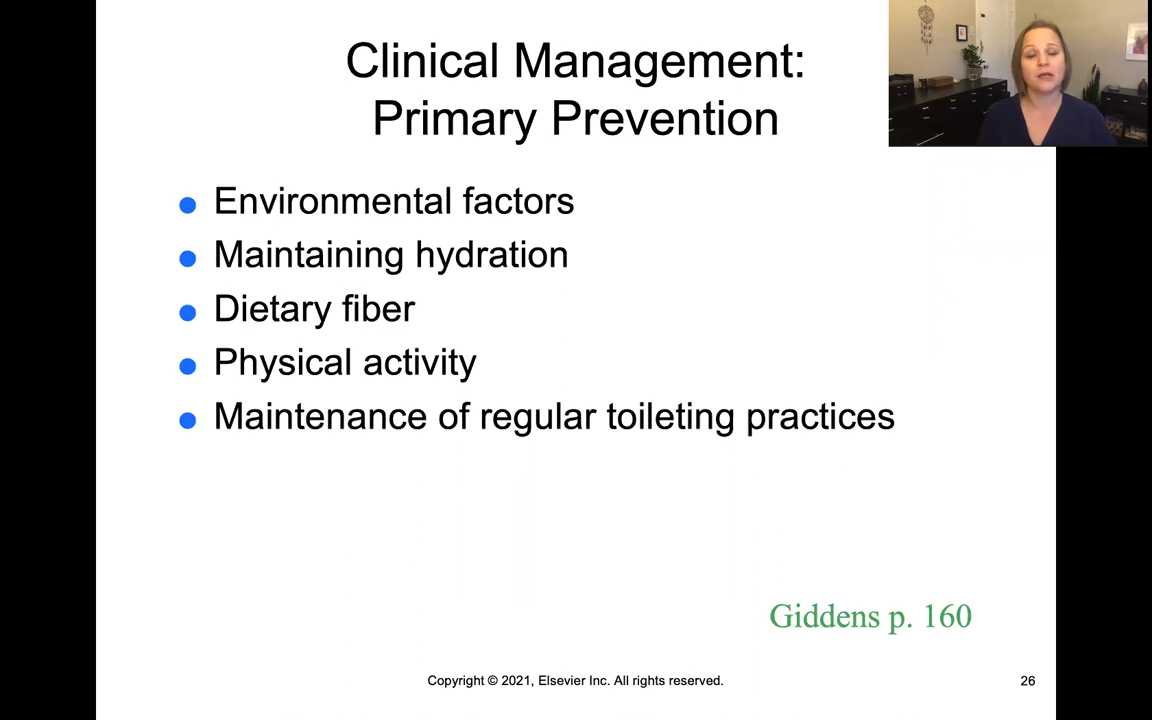 Clinical Management:
Primary Prevention
Environmental factors
Maintaining hydration
Dietary fiber
Physical activity
Maintenance of regular toileting practices
Giddens p. 160
Copyright © 2021, Elsevier Inc. All rights reserved.
26